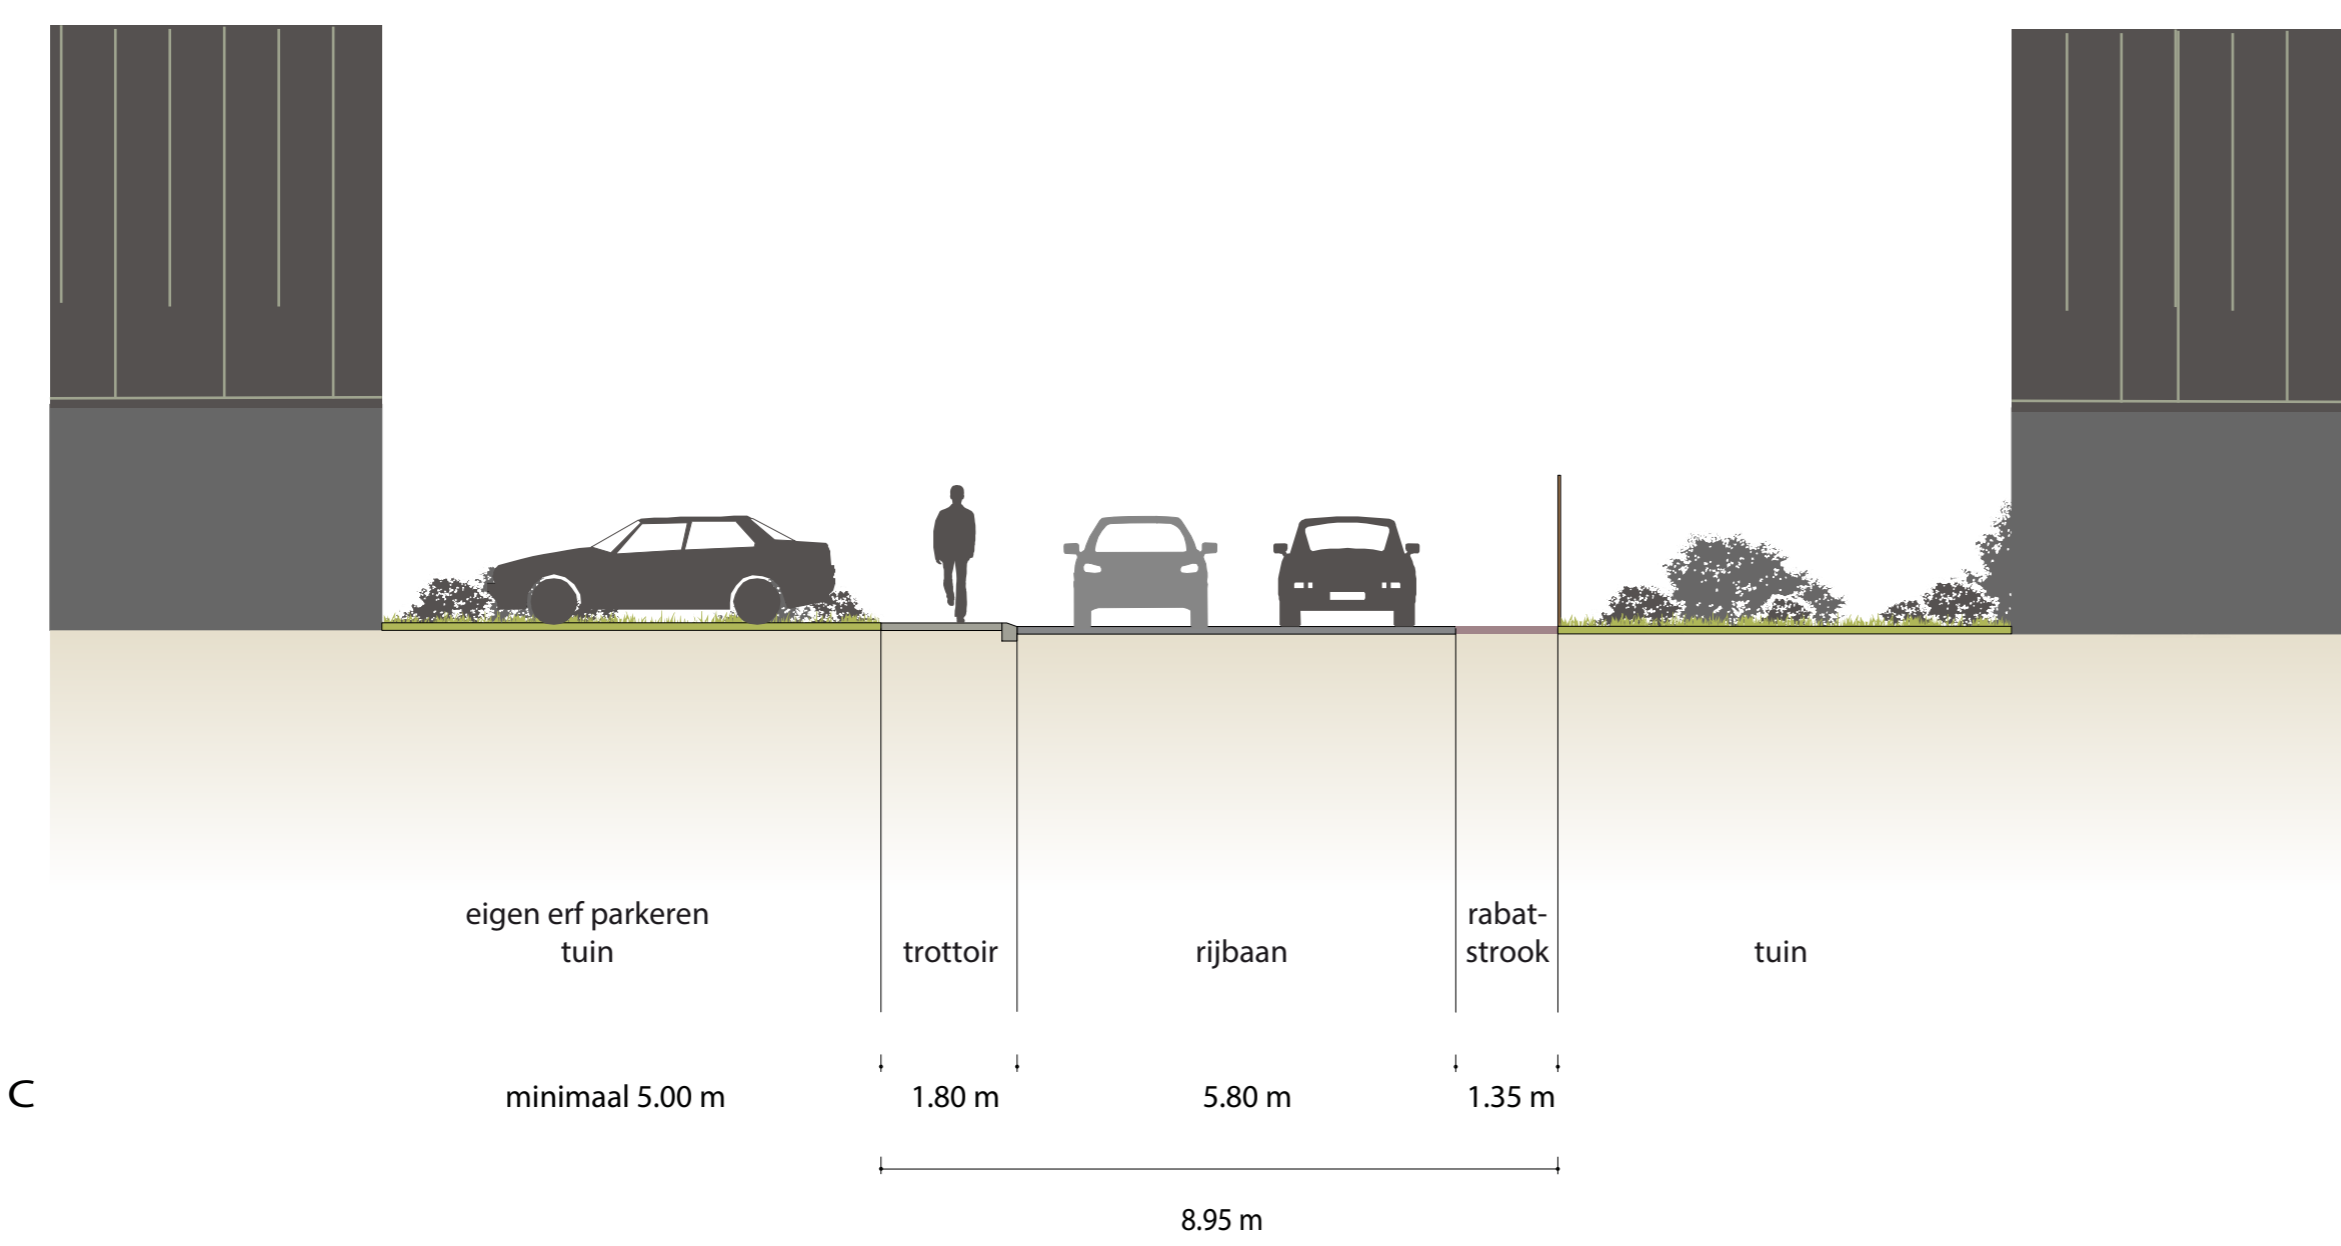 eigen erf parkeren
tuin
trottoir
rijbaan
rabat-
strook
tuin
C
minimaal 5.00 m
1.80 m
5.80 m
1.35 m
8.95 m